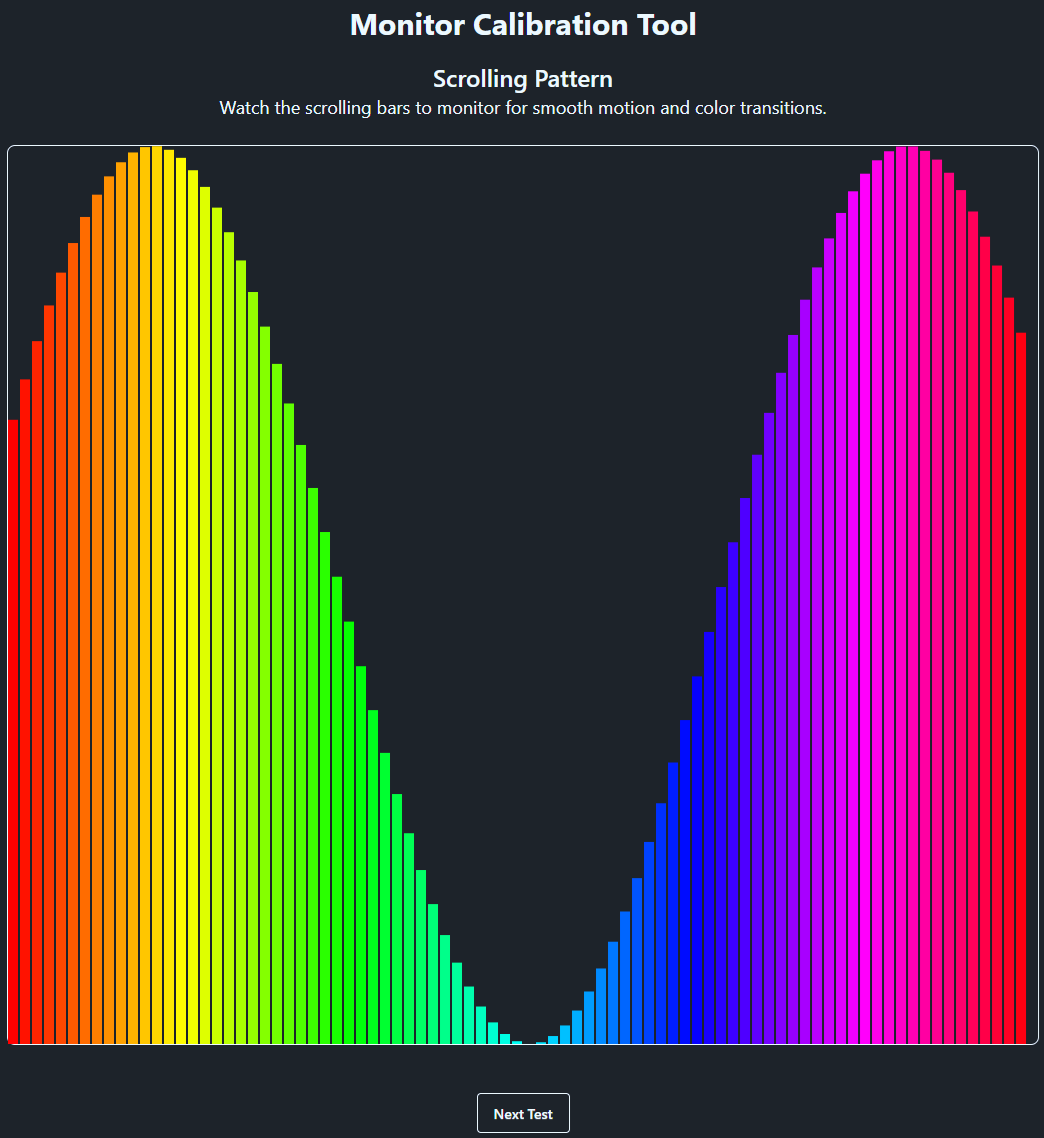 Monitor Calibration Tool
Scrolling Pattern
Watch the scrolling bars to monitor for smooth motion and color transitions.
Next Test